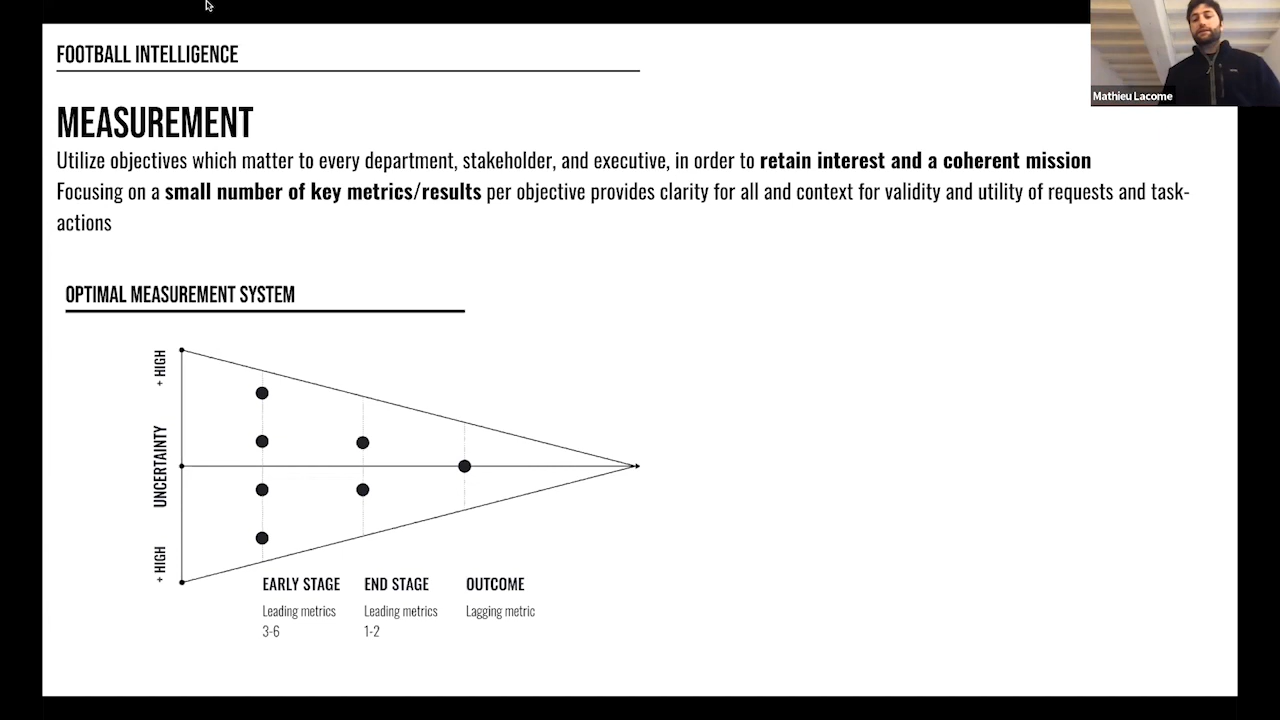 FOOTBALL INTELLIGENCE
Mathieu Lacome
MEASUREMENT
Utilize objectives which matter to every department, stakeholder, and executive, in order to retain interest and a coherent mission
Focusing on a small number of key metrics/results per objective provides clarity for all and context for validity and utility of requests and task-
actions
OPTIMAL MEASUREMENT SYSTEM
+ HIGH
UNCERTAINTY
+ HIGH
EARLY STAGE
Leading metrics
3-6
END STAGE
Leading metrics
1-2
OUTCOME
Lagging metric